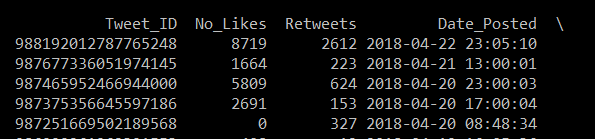 Tweet_ID No_Likes Retweets Date_Posted \
988192012787765248 8719 2612 2018-04-22 23:05:10
987677336051974145 1664 223 2018-04-21 13:00:01
987465952466944000 5809 624 2018-04-20 23:00:03
987375356645597186 2691 153 2018-04-20 17:00:04
987251669502189568 0 327 2018-04-20 08:48:34